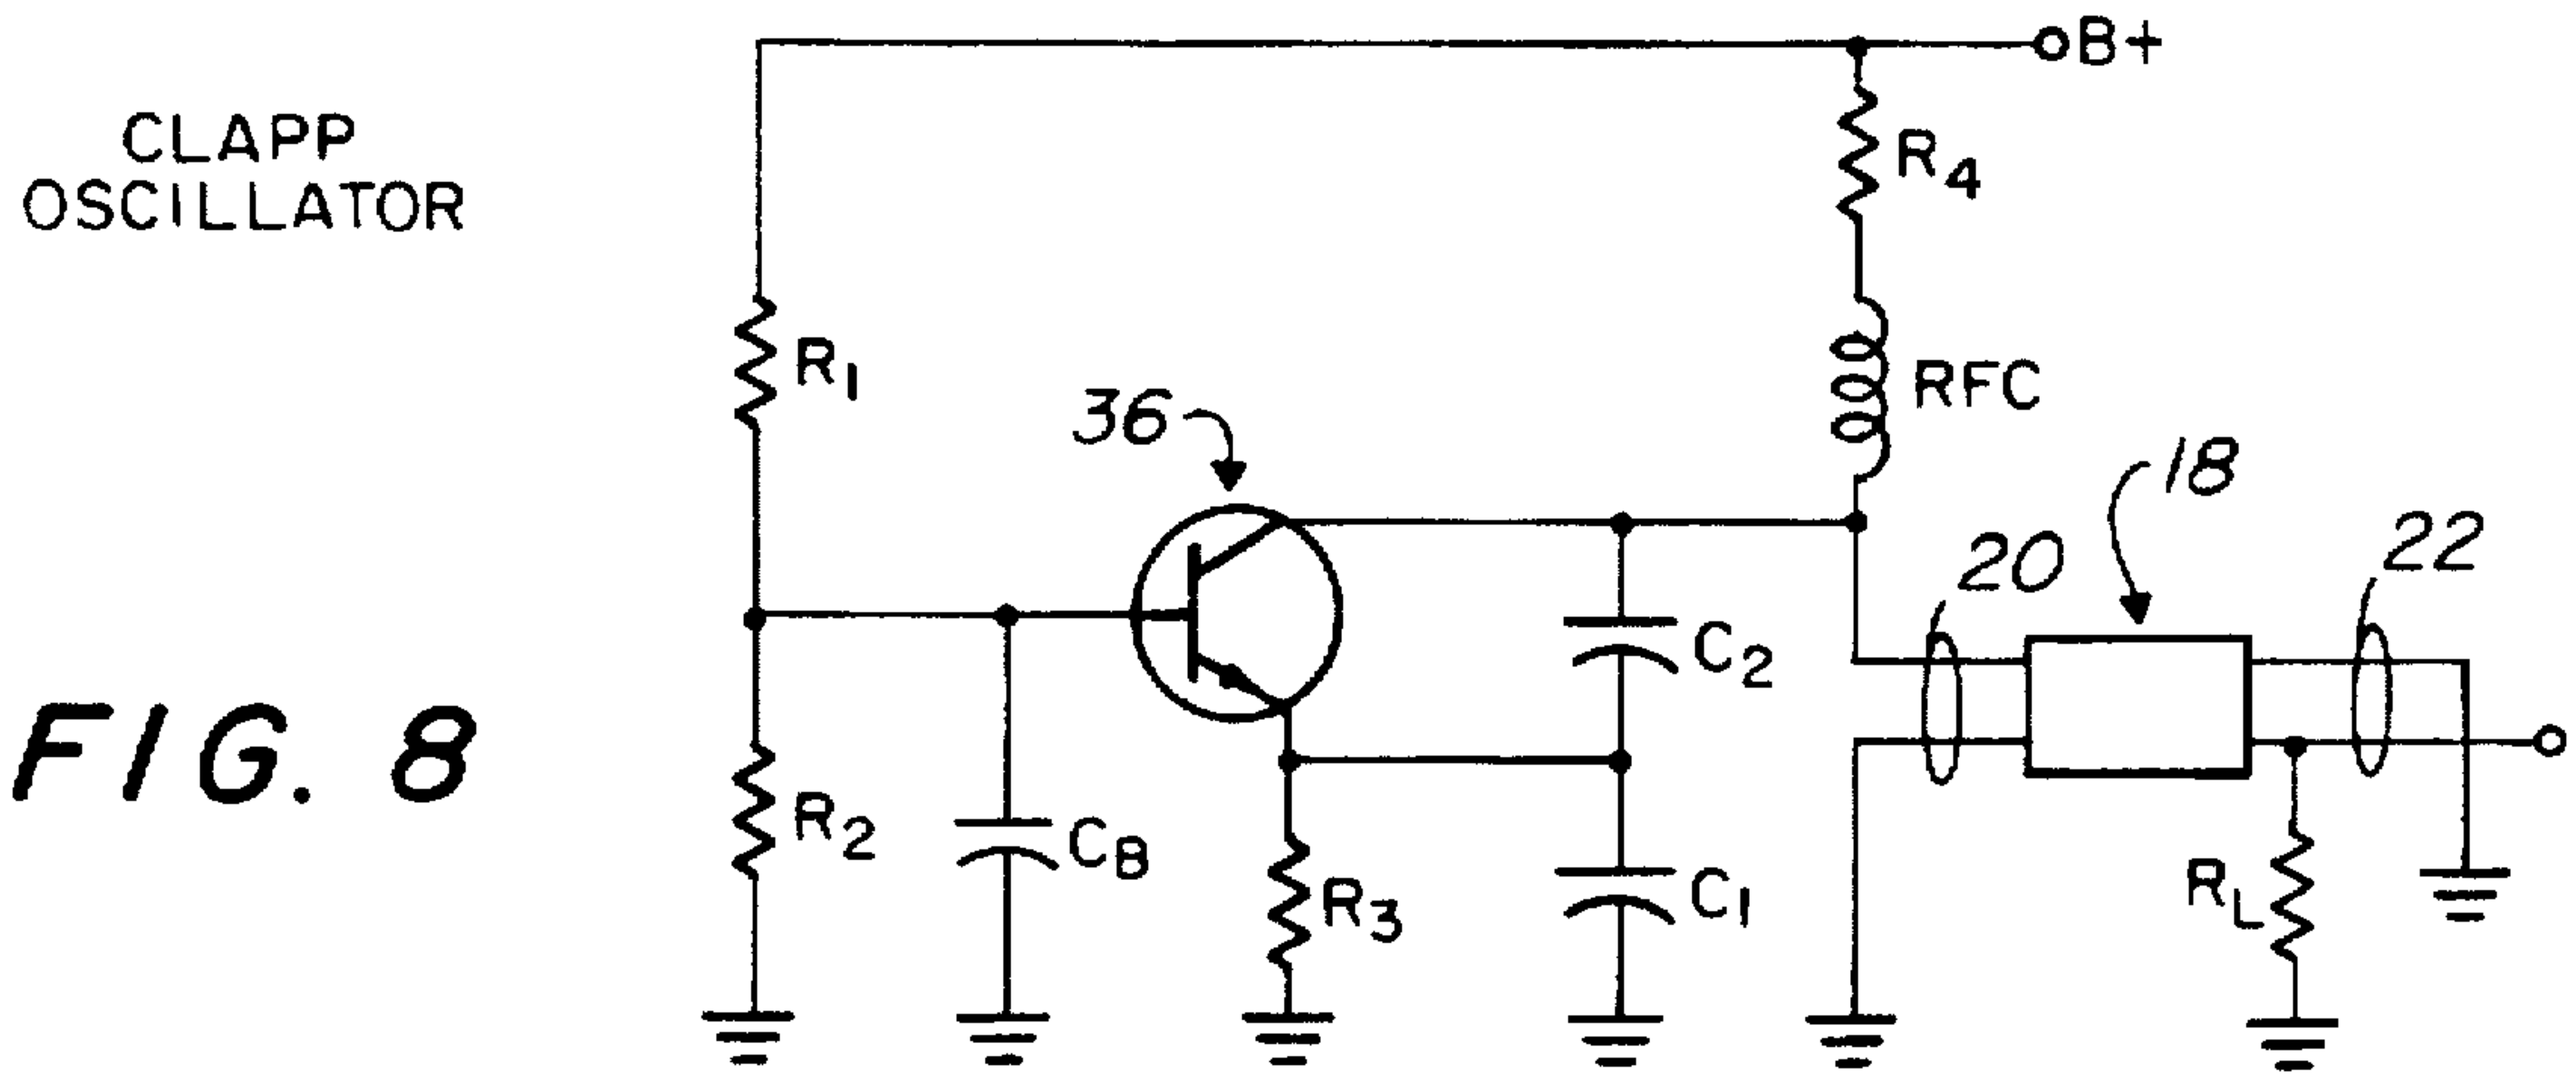 B+
CLAPP
OSCILLATOR
R4
R1
RFC
36
18
20
22
C2
FIG. 8
R2
CB
R3
C1
RL